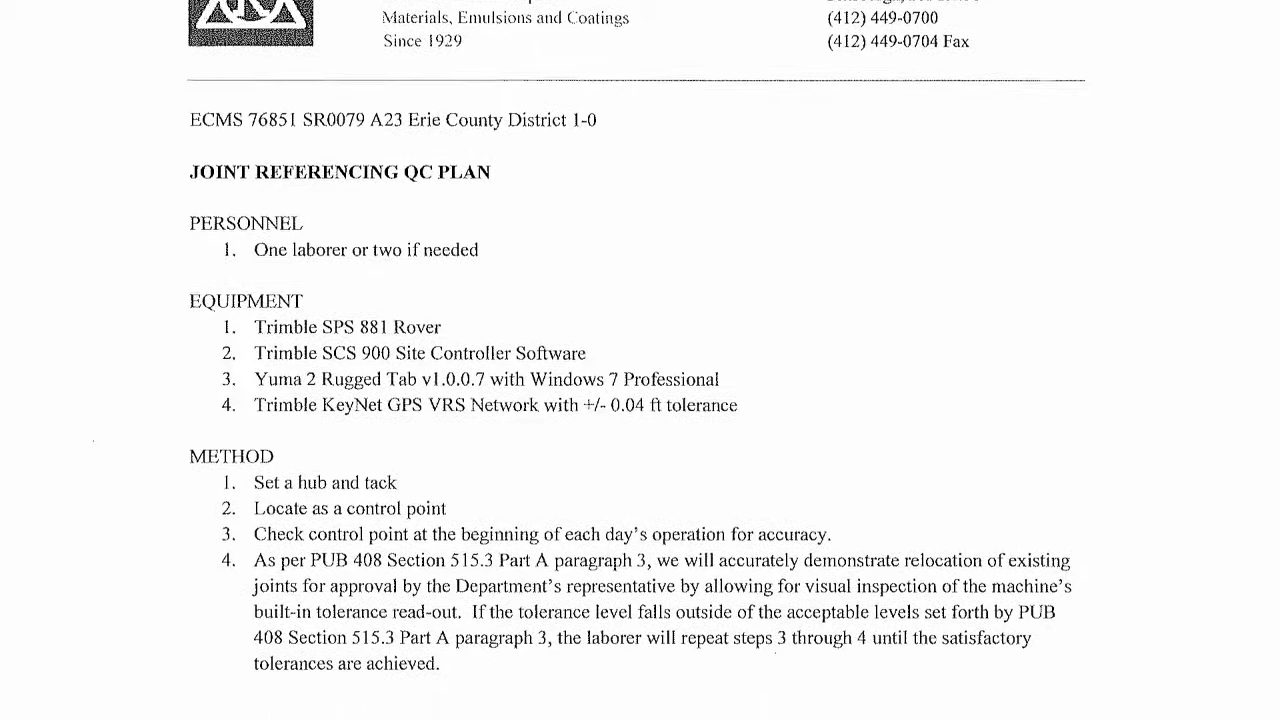 Materials, Emulsions and Coatings
(412) 449-0700
Since 1929
(412) 449-0704 Fax
ECMS 76851 SR0079 A23 Erie County District 1-0
JOINT REFERENCING QC PLAN
PERSONNEL
1. One laborer or two if needed
EQUIPMENT
1. Trimble SPS 881 Rover
2. Trimble SCS 900 Site Controller Software
3. Yuma 2 Rugged Tab v1.0.0.7 with Windows 7 Professional
4. Trimble KeyNet GPS VRS Network with +/- 0.04 ft tolerance
METHOD
1. Set a hub and tack
2. Locate as a control point
3. Check control point at the beginning of each day's operation for accuracy.
4. As per PUB 408 Section 515.3 Part A paragraph 3, we will accurately demonstrate relocation of existing
joints for approval by the Department's representative by allowing for visual inspection of the machine's
built-in tolerance read-out. If the tolerance level falls outside of the acceptable levels set forth by PUB
408 Section 515.3 Part A paragraph 3, the laborer will repeat steps 3 through 4 until the satisfactory
tolerances are achieved.